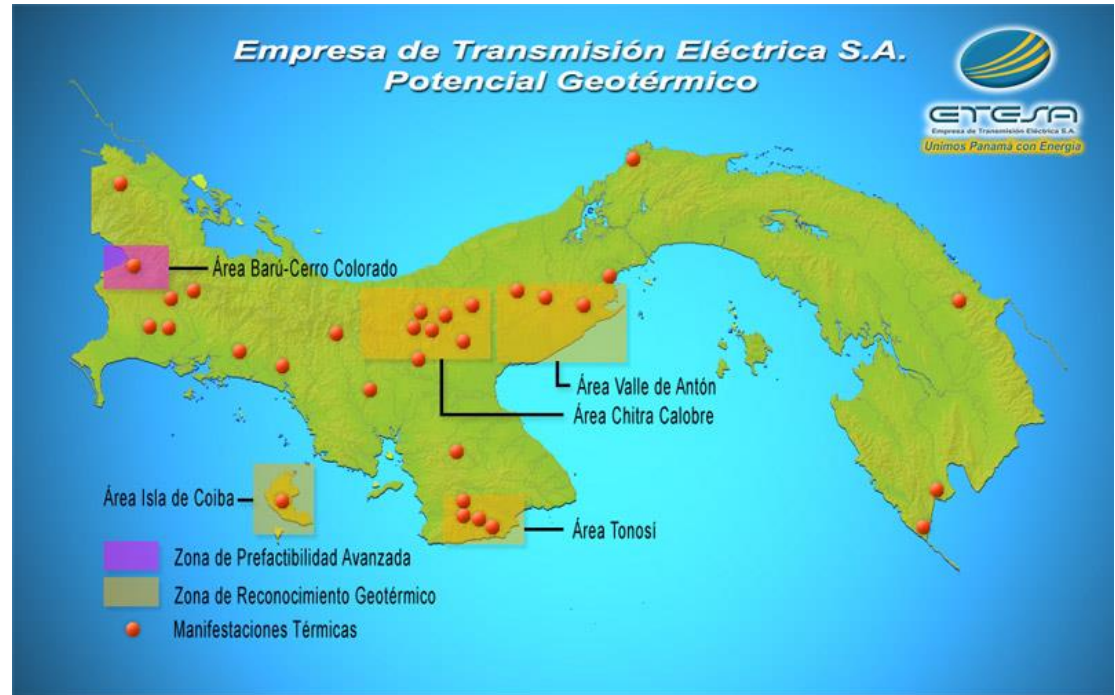 Empresa de Transmisión Eléctrica S.A.
Potencial Geotérmico
ETESA
Empresa de Transmisión Eléctrica S.A.
Unimos Panamá con Energía
Área Barú-Cerro Colorado
Área Valle de Antón
Área Chitra Calobre
Área Isla de Coiba
Área Tonosí
Zona de Prefactibilidad Avanzada
Zona de Reconocimiento Geotérmico
Manifestaciones Térmicas